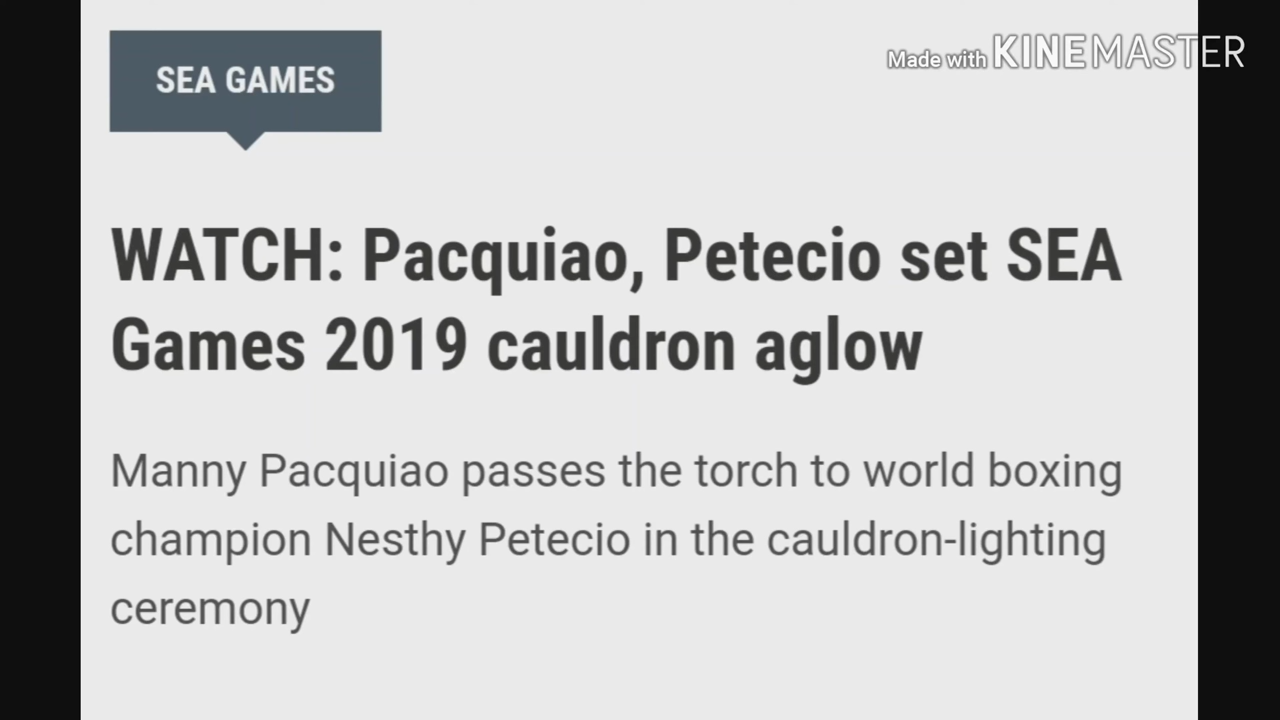 SEA GAMES
Made with KINEMASTER
WATCH: Pacquiao, Petecio set SEA
Games 2019 cauldron aglow
Manny Pacquiao passes the torch to world boxing
champion Nesthy Petecio in the cauldron-lighting
ceremony